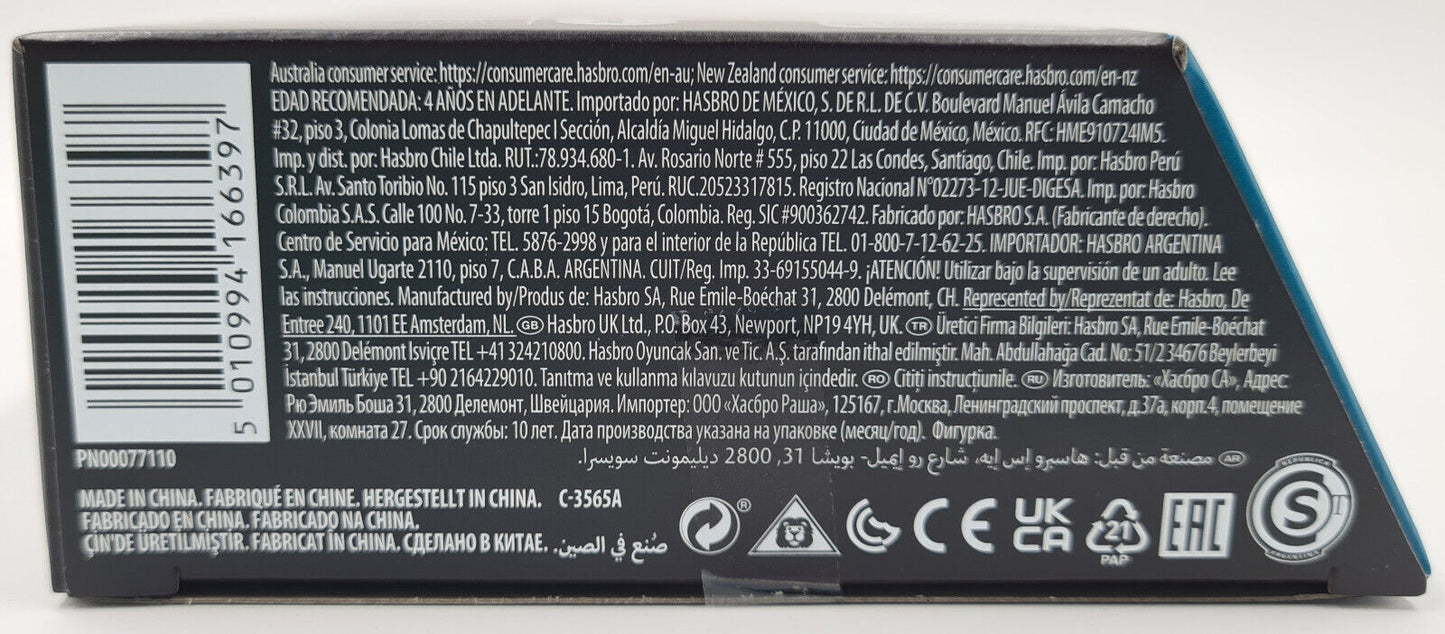 Australia consumer service: https://consumercare.hasbro.com/en-au; New Zealand consumer service: https://consumercare.hasbro.com/en-nz
EDAD RECOMENDADA: 4 AÑOS EN ADELANTE. Importado por: HASBRO DE MÉXICO, S. DE R.L. DE C.V. Boulevard Manuel Ávila Camacho
#32, piso 3, Colonia Lomas de Chapultepec I Sección, Alcaldía Miguel Hidalgo, C.P. 11000, Ciudad de México, México. RFC: HME910724IM5.
Imp. y dist. por: Hasbro Chile Ltda. RUT.:78.934.680-1. Av. Rosario Norte # 555, piso 22 Las Condes, Santiago, Chile. Imp. por: Hasbro Perú
S.R.L. Av. Santo Toribio No. 115 piso 3 San Isidro, Lima, Perú. RUC.20523317815. Registro Nacional N°02273-12-JUE-DIGESA. Imp. por: Hasbro
Colombia S.A.S. Calle 100 No. 7-33, torre 1 piso 15 Bogotá, Colombia. Reg. SIC #900362742. Fabricado por: HASBRO S.A. (Fabricante de derecho).
Centro de Servicio para México: TEL. 5876-2998 y para el interior de la República TEL. 01-800-7-12-62-25. IMPORTADOR: HASBRO ARGENTINA
S.A., Manuel Ugarte 2110, piso 7, C.A.B.A. ARGENTINA. CUIT/Reg. Imp. 33-69155044-9. ¡ATENCIÓN! Utilizar bajo la supervisión de un adulto. Lee
las instrucciones. Manufactured by/Produs de: Hasbro SA, Rue Emile-Boéchat 31, 2800 Delémont, CH. Represented by/Reprezentat de: Hasbro, De
Entree 240, 1101 EE Amsterdam, NL. GB Hasbro UK Ltd., P.O. Box 43, Newport, NP19 4YH, UK. TR Üretici Firma Bilgileri: Hasbro SA, Rue Emile-Boéchat
31, 2800 Delémont İsviçre TEL +41 324210800. Hasbro Oyuncak San. ve Tic. A.Ş. tarafından ithal edilmiştir. Mah. Abdullahağa Cad. No: 51/2 34676 Beylerbeyi
İstanbul Türkiye TEL +90 2164229010. Tanıtma ve kullanma kılavuzu kutunun içindedir. RO Citiți instrucțiunile. RU Изготовитель: «Хасбро СА», Адрес:
Рю Эмиль Боша 31, 2800 Делемонт, Швейцария. Импортер: ООО «Хасбро Раша», 125167, г.Москва, Ленинградский проспект, д.37а, корп.4, помещение
XXVII, комната 27. Срок службы: 10 лет. Дата производства указана на упаковке (месяц/год). Фигурка.
AR مصنعة من قبل: هاسبرو إس إيه، شارع رو إميل- بويشا 31, 2800 ديليمونت سويسرا.
5 010994 166397
PN00077110
MADE IN CHINA. FABRIQUÉ EN CHINE. HERGESTELLT IN CHINA. C-3565A
FABRICADO EN CHINA. FABRICADO NA CHINA.
ÇİN'DE ÜRETİLMİŞTİR. FABRICAT ÎN CHINA. СДЕЛАНО В КИТАЕ. صُنع في الصين.
®
CE
UK
CA
21
PAP
EAC
REPUBLICA
S
ARGENTINA